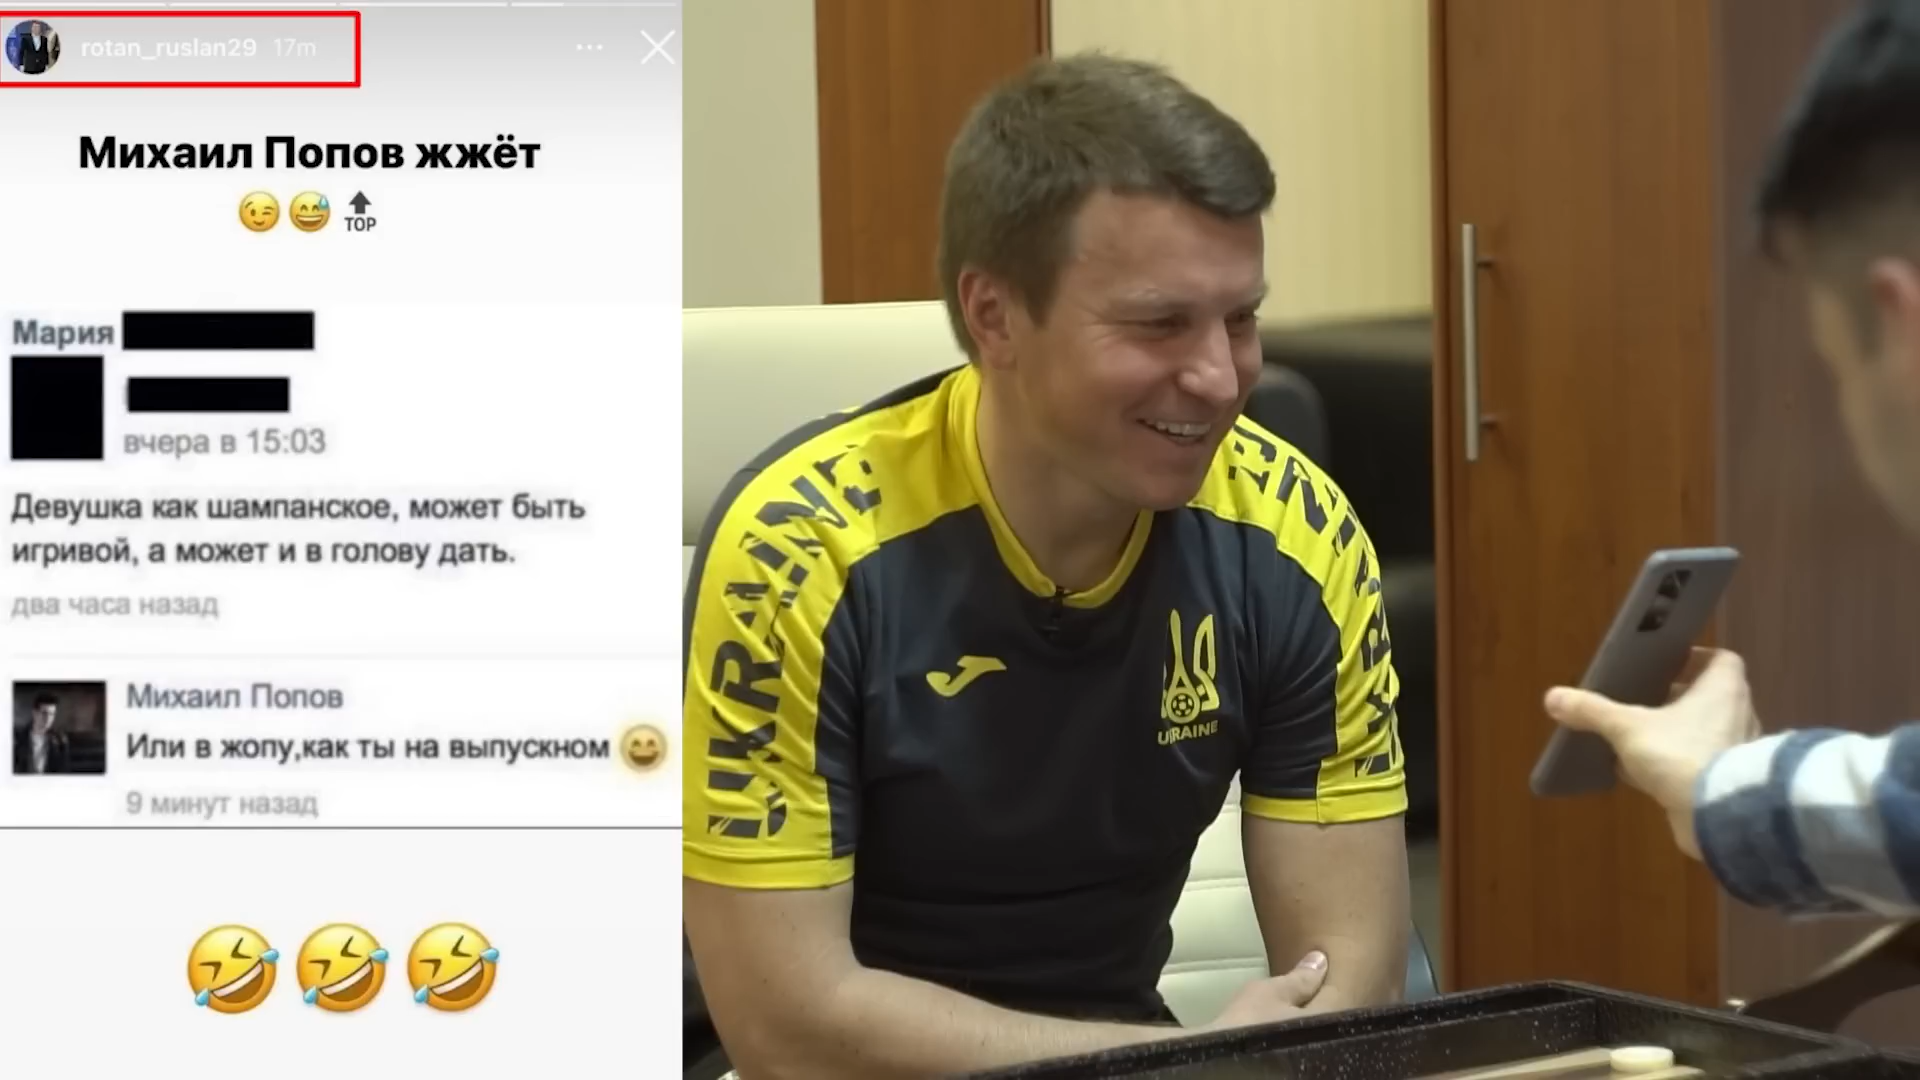 rotan_ruslan29 17m
Михаил Попов жжёт
TOP
Мария
вчера в 15:03
Девушка как шампанское, может быть
игривой, а может и в голову дать.
два часа назад
Михаил Попов
Или в жопу,как ты на выпускном
9 минут назад
UKRAINE
UKRAINE
UKRAINE